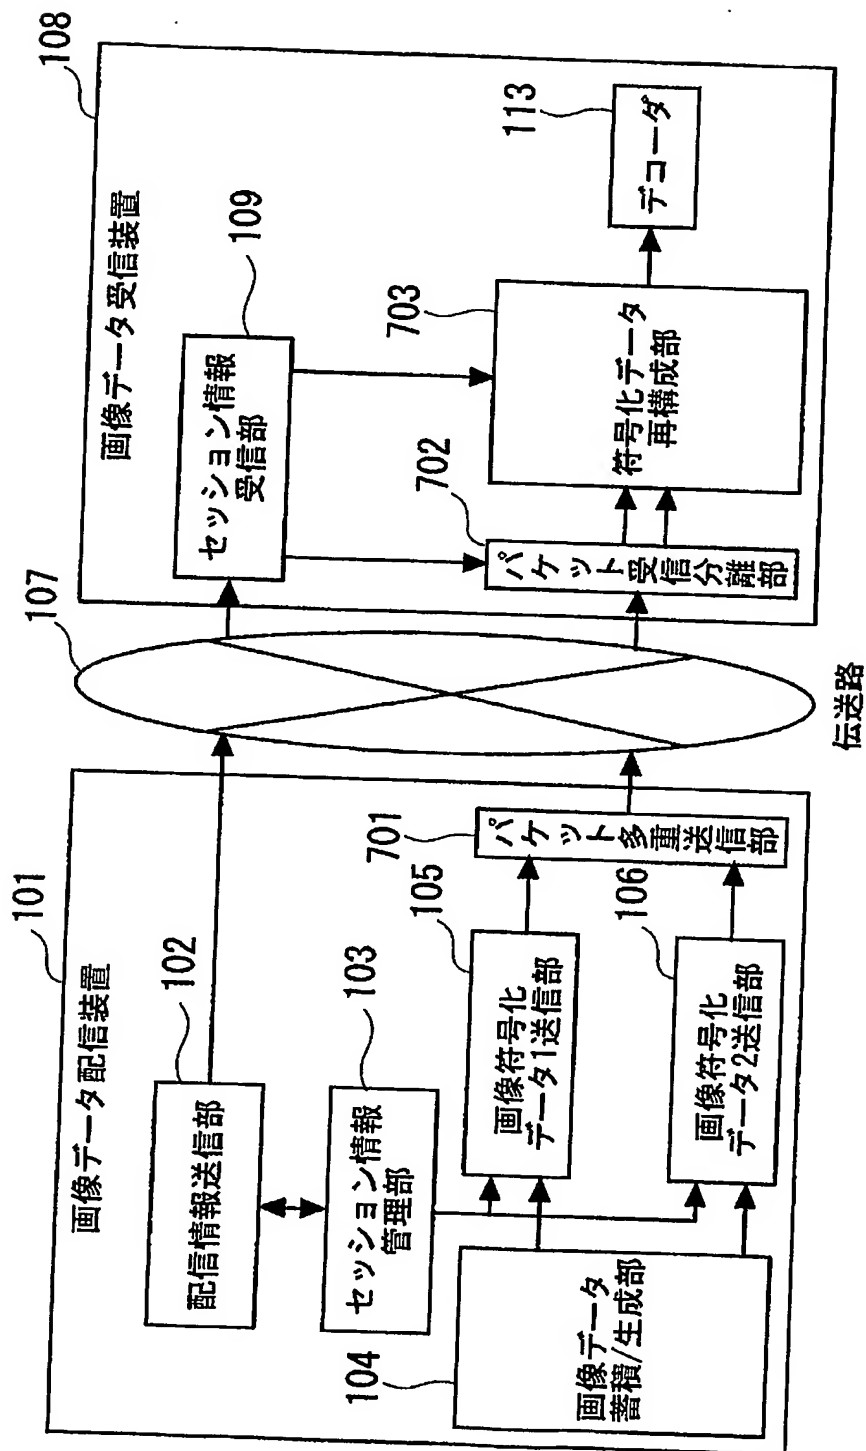 101
画像データ配信装置
102
配信情報送信部
103
セッション情報
管理部
104
画像データ
蓄積/生成部
105
画像符号化
データ1送信部
106
画像符号化
データ2送信部
701
パケット多重送信部
107
伝送路
108
画像データ受信装置
109
セッション情報
受信部
702
パケット受信分離部
703
符号化データ
再構成部
113
デコーダ